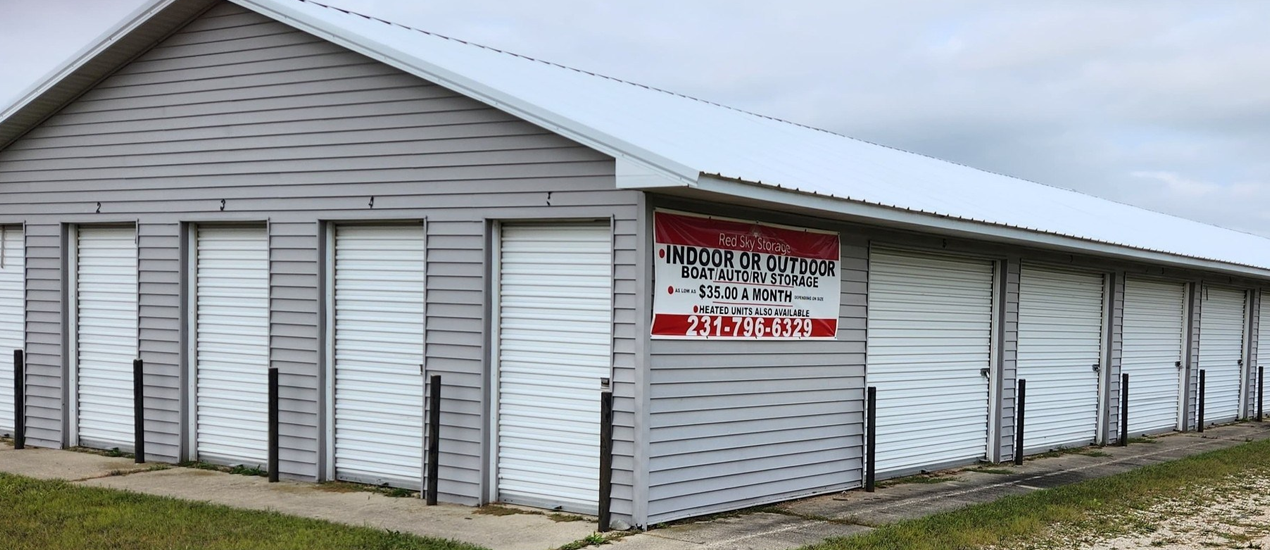 2
3
4
5
Red Sky Storage
•INDOOR OR OUTDOOR
BOAT/AUTO/RV STORAGE
• AS LOW AS $35.00 A MONTH DEPENDING ON SIZE
•HEATED UNITS ALSO AVAILABLE
231-796-6329